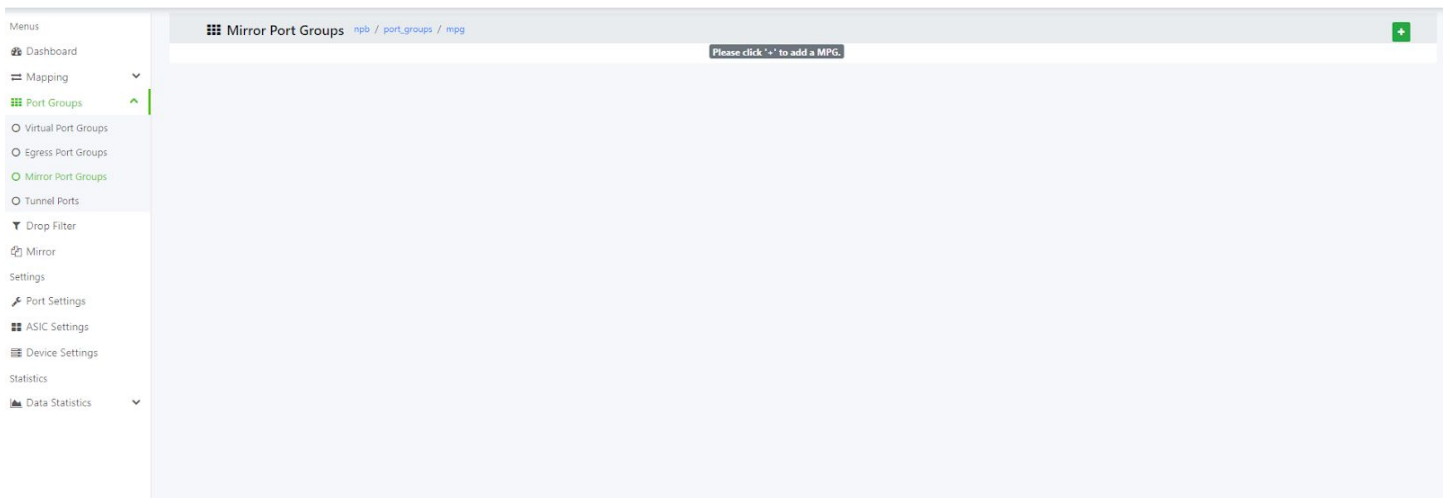 Menus
Dashboard
Mapping
Port Groups
Virtual Port Groups
Egress Port Groups
Mirror Port Groups
Tunnel Ports
Drop Filter
Mirror
Settings
Port Settings
ASIC Settings
Device Settings
Statistics
Data Statistics
Mirror Port Groups npb / port_groups / mpg
+
Please click '+' to add a MPG.